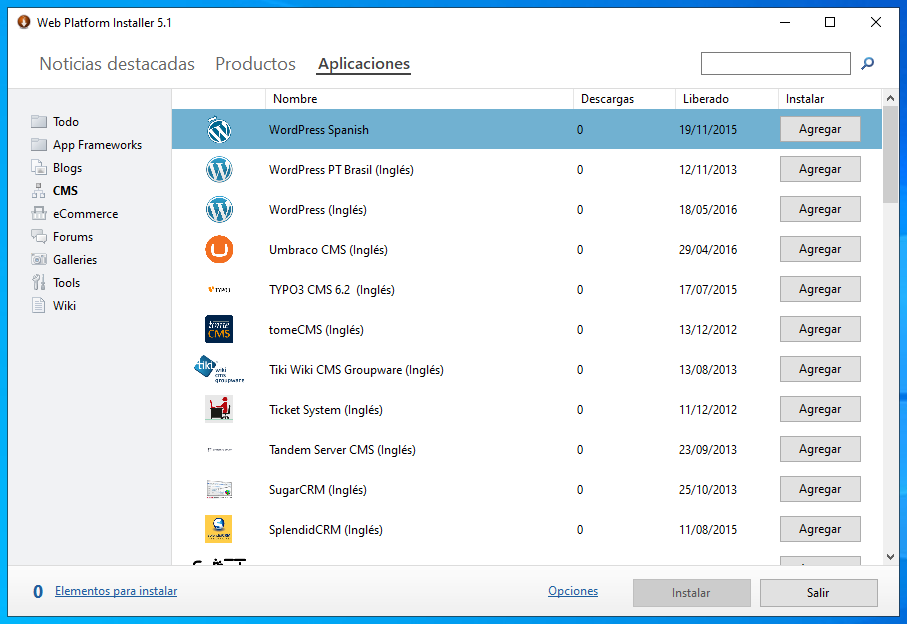 Web Platform Installer 5.1
Noticias destacadas Productos Aplicaciones
Nombre Descargas Liberado Instalar
Todo
App Frameworks
Blogs
CMS
eCommerce
Forums
Galleries
Tools
Wiki
WordPress Spanish 0 19/11/2015 Agregar
WordPress PT Brasil (Inglés) 0 12/11/2013 Agregar
WordPress (Inglés) 0 18/05/2016 Agregar
Umbraco CMS (Inglés) 0 29/04/2016 Agregar
TYPO3 CMS 6.2  (Inglés) 0 17/07/2015 Agregar
tome CMS tomeCMS (Inglés) 0 13/12/2012 Agregar
tiki wiki cms groupware Tiki Wiki CMS Groupware (Inglés) 0 13/08/2013 Agregar
Ticket System (Inglés) 0 11/12/2012 Agregar
Tandem Server CMS (Inglés) 0 23/09/2013 Agregar
SugarCRM (Inglés) 0 25/10/2013 Agregar
SplendidCRM (Inglés) 0 11/08/2015 Agregar
0 Elementos para instalar Opciones Instalar Salir